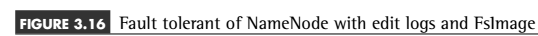 FIGURE 3.16 Fault tolerant of NameNode with edit logs and FsImage